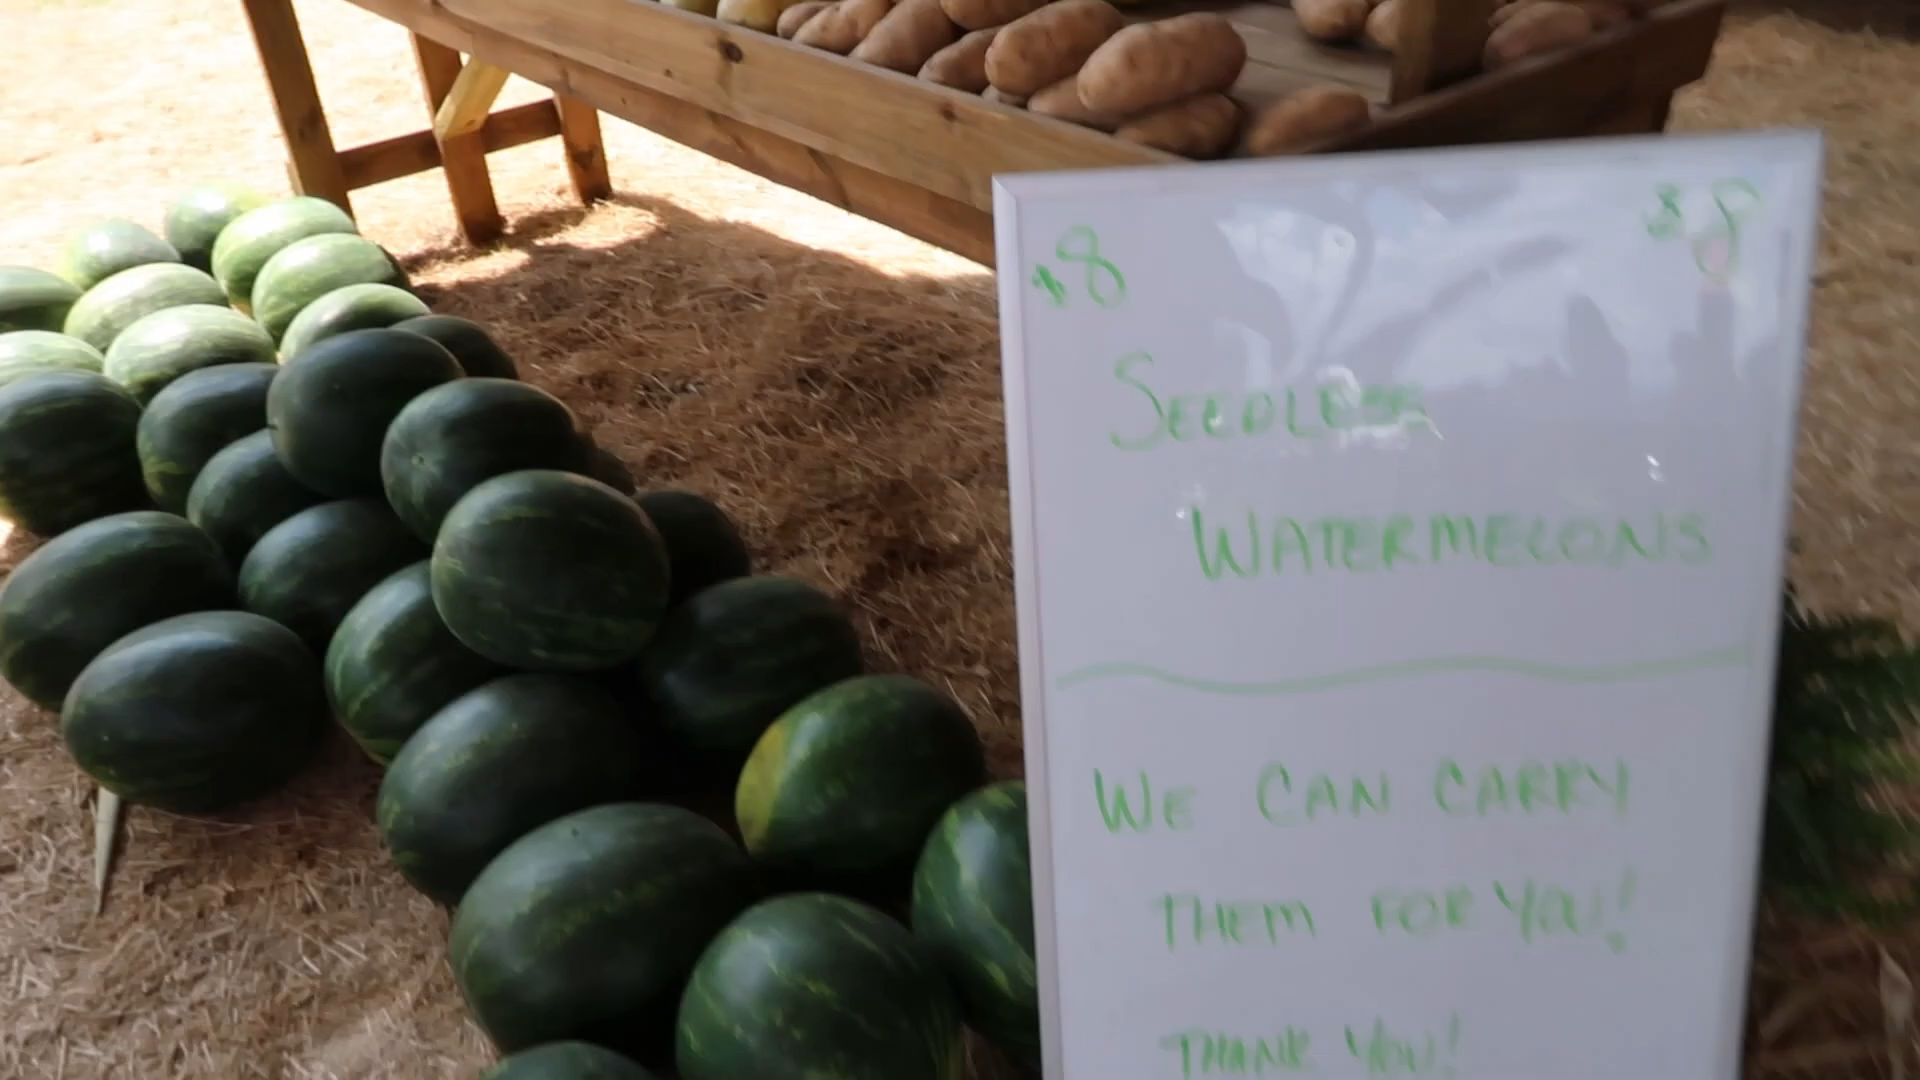 $8 $8
SEEDLESS
WATERMELONS
WE CAN CARRY
THEM FOR YOU!
THANK YOU!